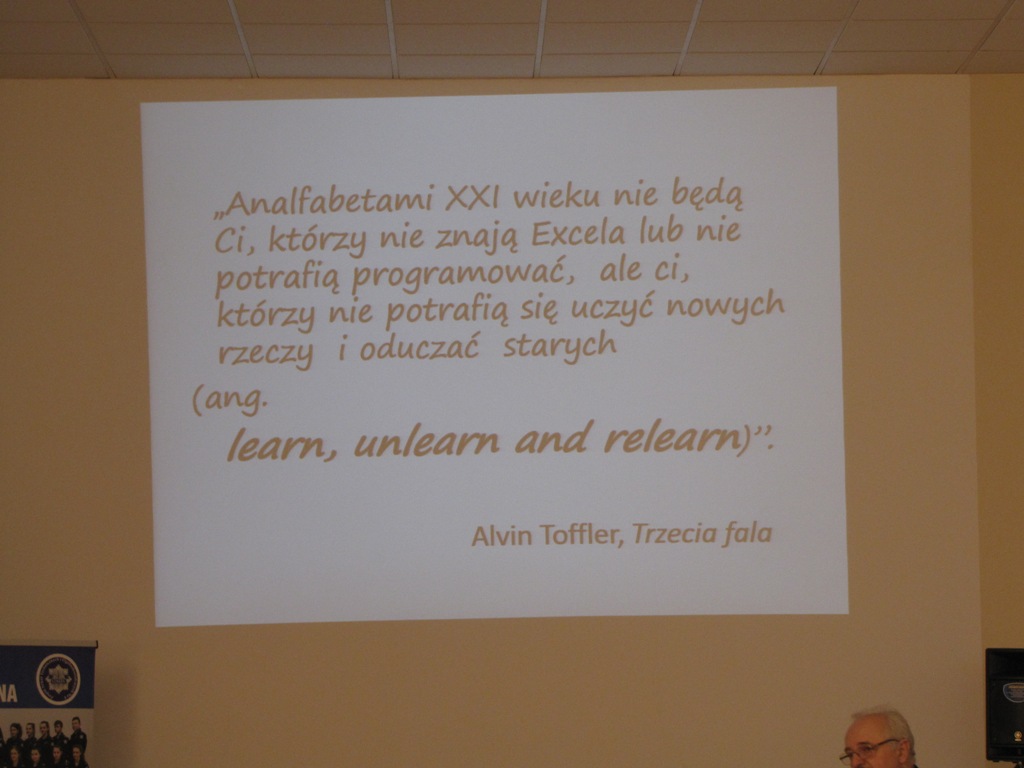 „Analfabetami XXI wieku nie będą
Ci, którzy nie znają Excela lub nie
potrafią programować, ale ci,
którzy nie potrafią się uczyć nowych
rzeczy i oduczać starych
(ang.
learn, unlearn and relearn)”.
Alvin Toffler, Trzecia fala
NA